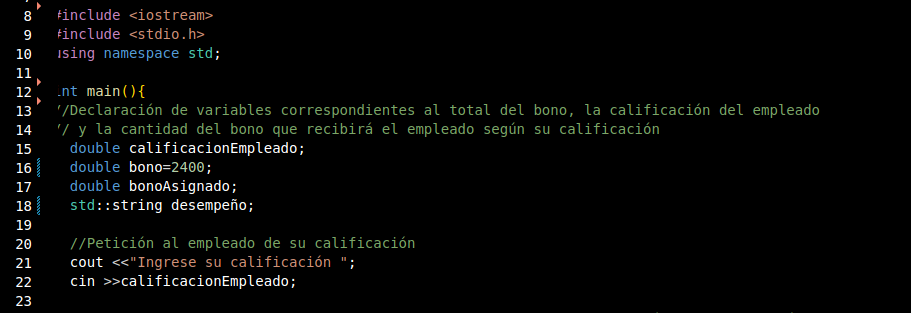 8 #include <iostream>
9 #include <stdio.h>
10 using namespace std;
11
12 int main(){
13 //Declaración de variables correspondientes al total del bono, la calificación del empleado
14 // y la cantidad del bono que recibirá el empleado según su calificación
15 double calificacionEmpleado;
16 double bono=2400;
17 double bonoAsignado;
18 std::string desempeño;
19
20 //Petición al empleado de su calificación
21 cout <<"Ingrese su calificación ";
22 cin >>calificacionEmpleado;
23